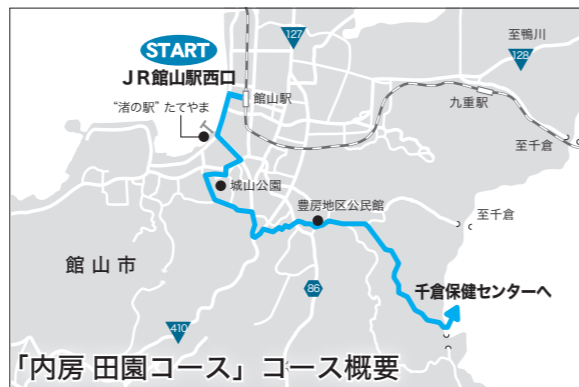 127
至鴨川
128
START
JR館山駅西口
館山駅
九重駅
“渚の駅” たてやま
至千倉
城山公園
豊房地区公民館
至千倉
館山市
86
千倉保健センターへ
410
「内房 田園コース」コース概要